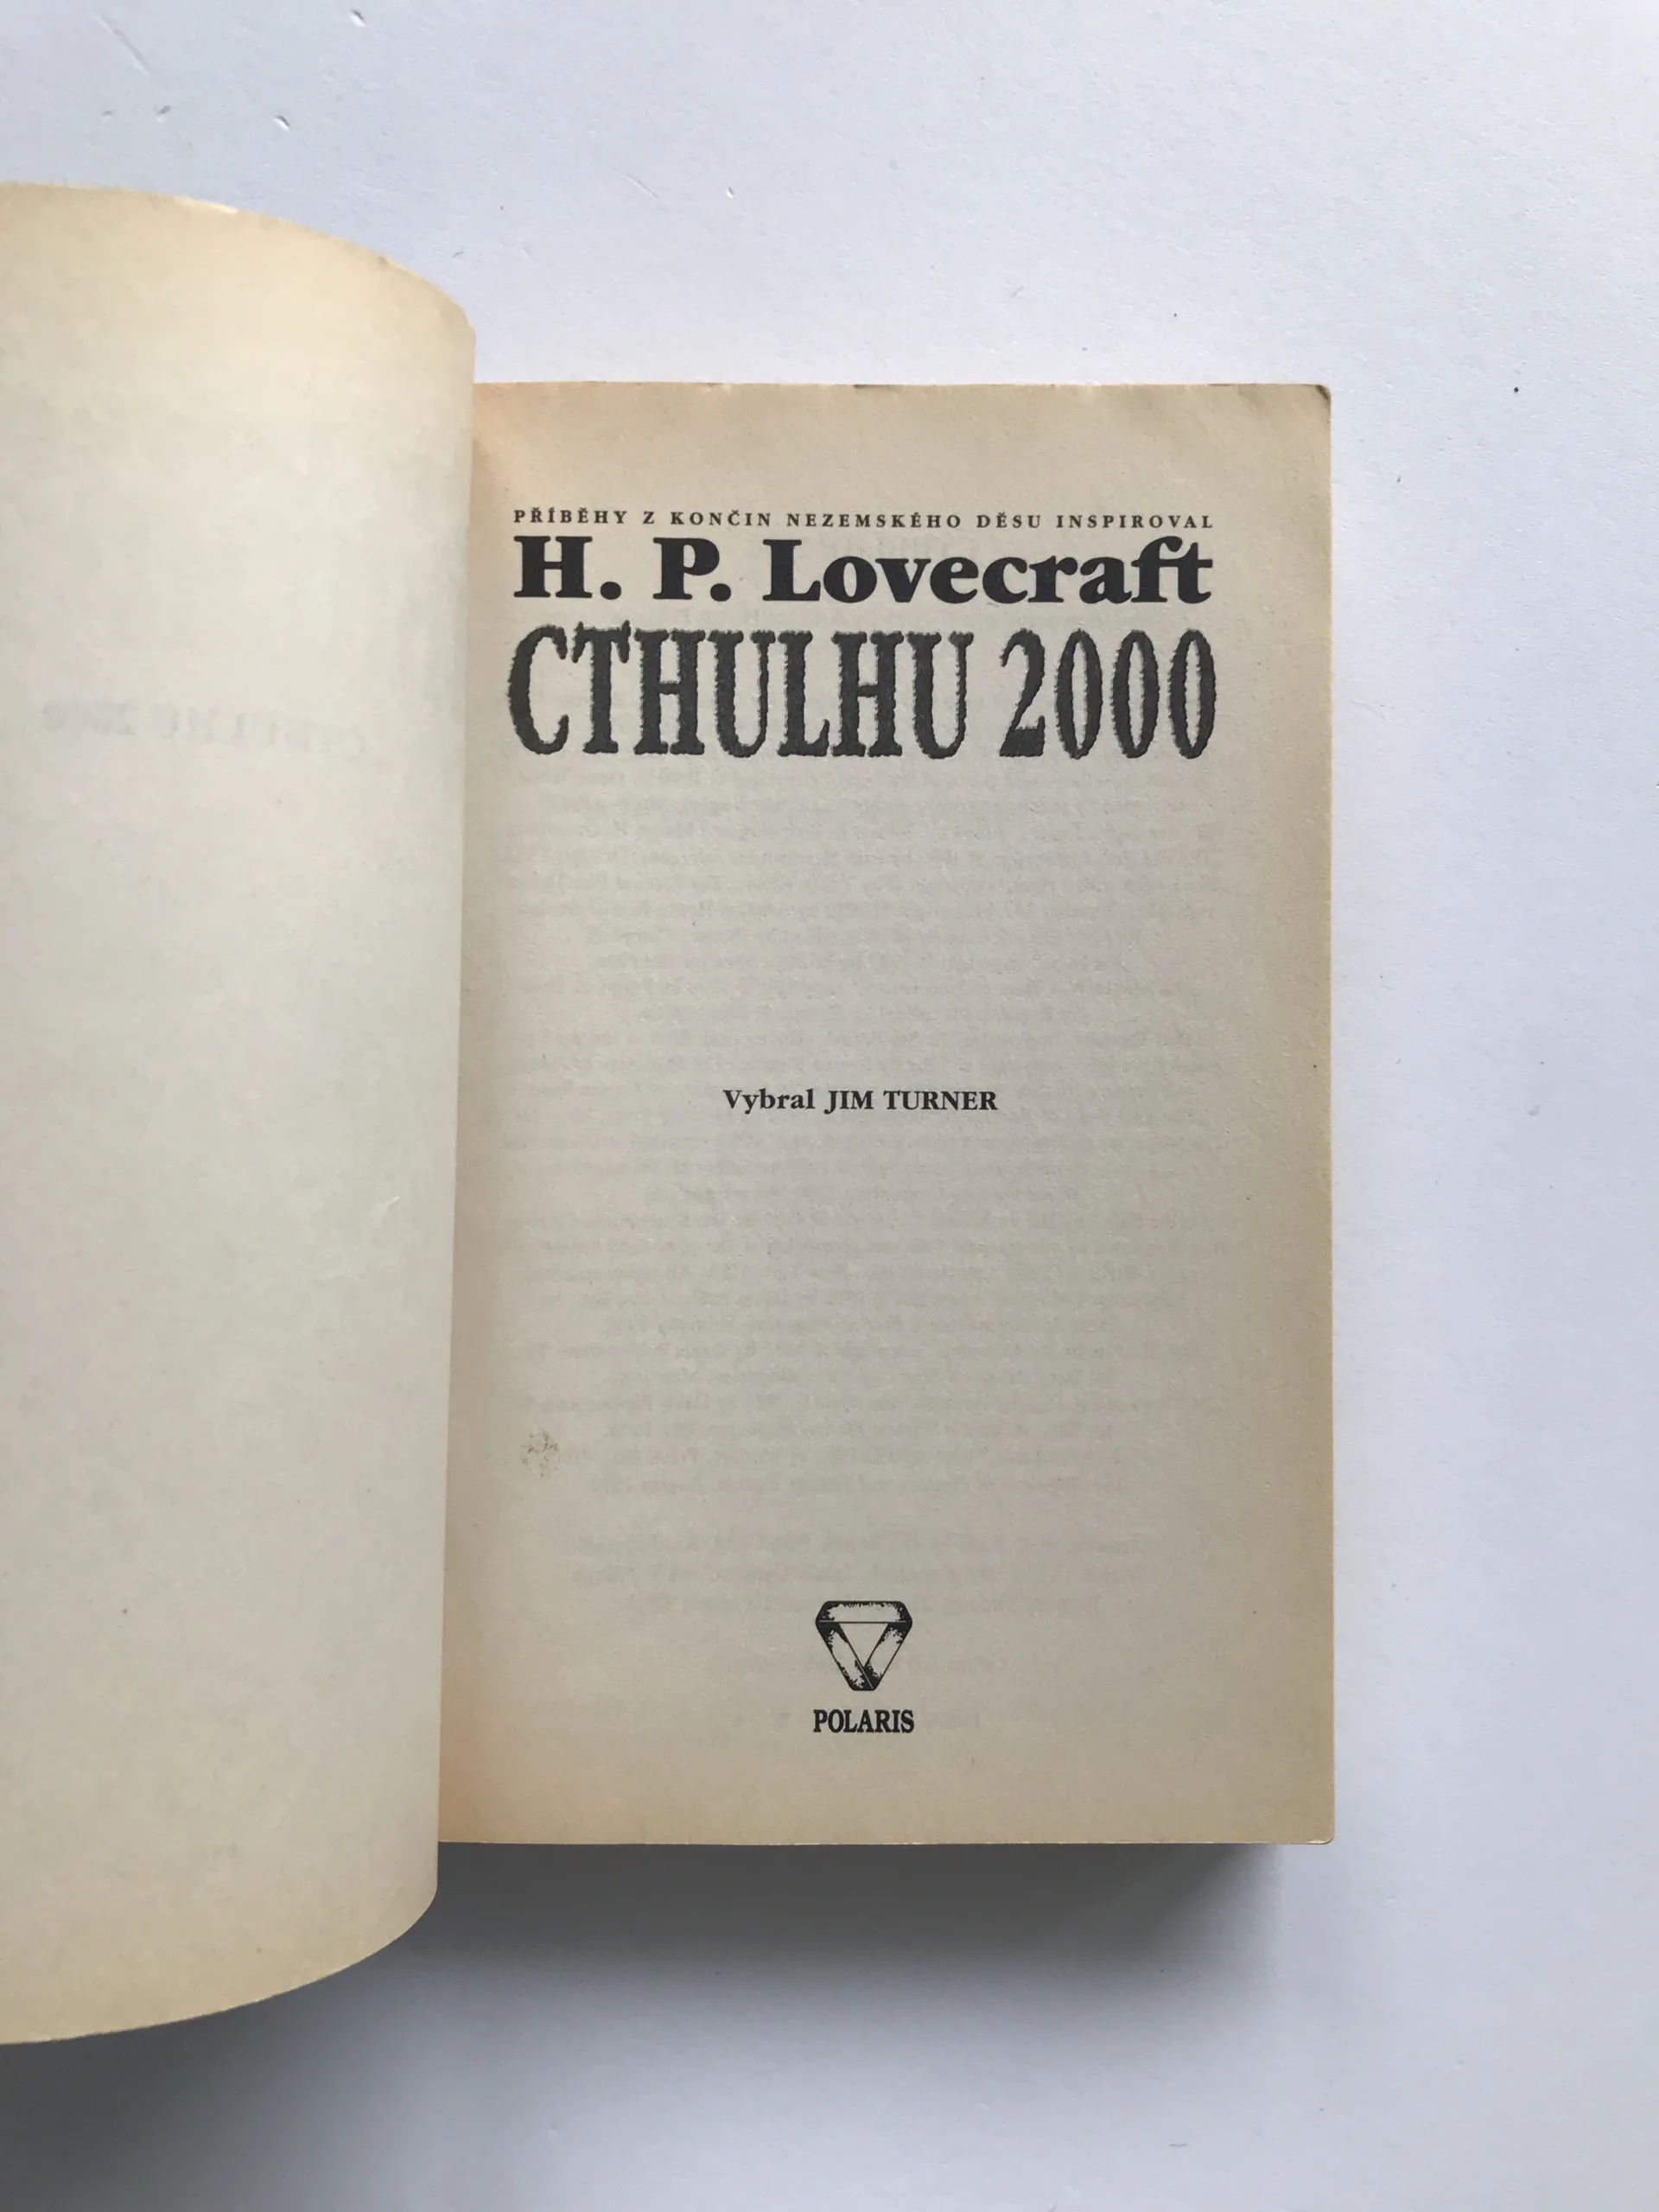 PŘÍBĚHY Z KONČIN NEZEMSKÉHO DĚSU INSPIROVAL
H. P. Lovecraft
CTHULHU 2000
Vybral JIM TURNER
POLARIS